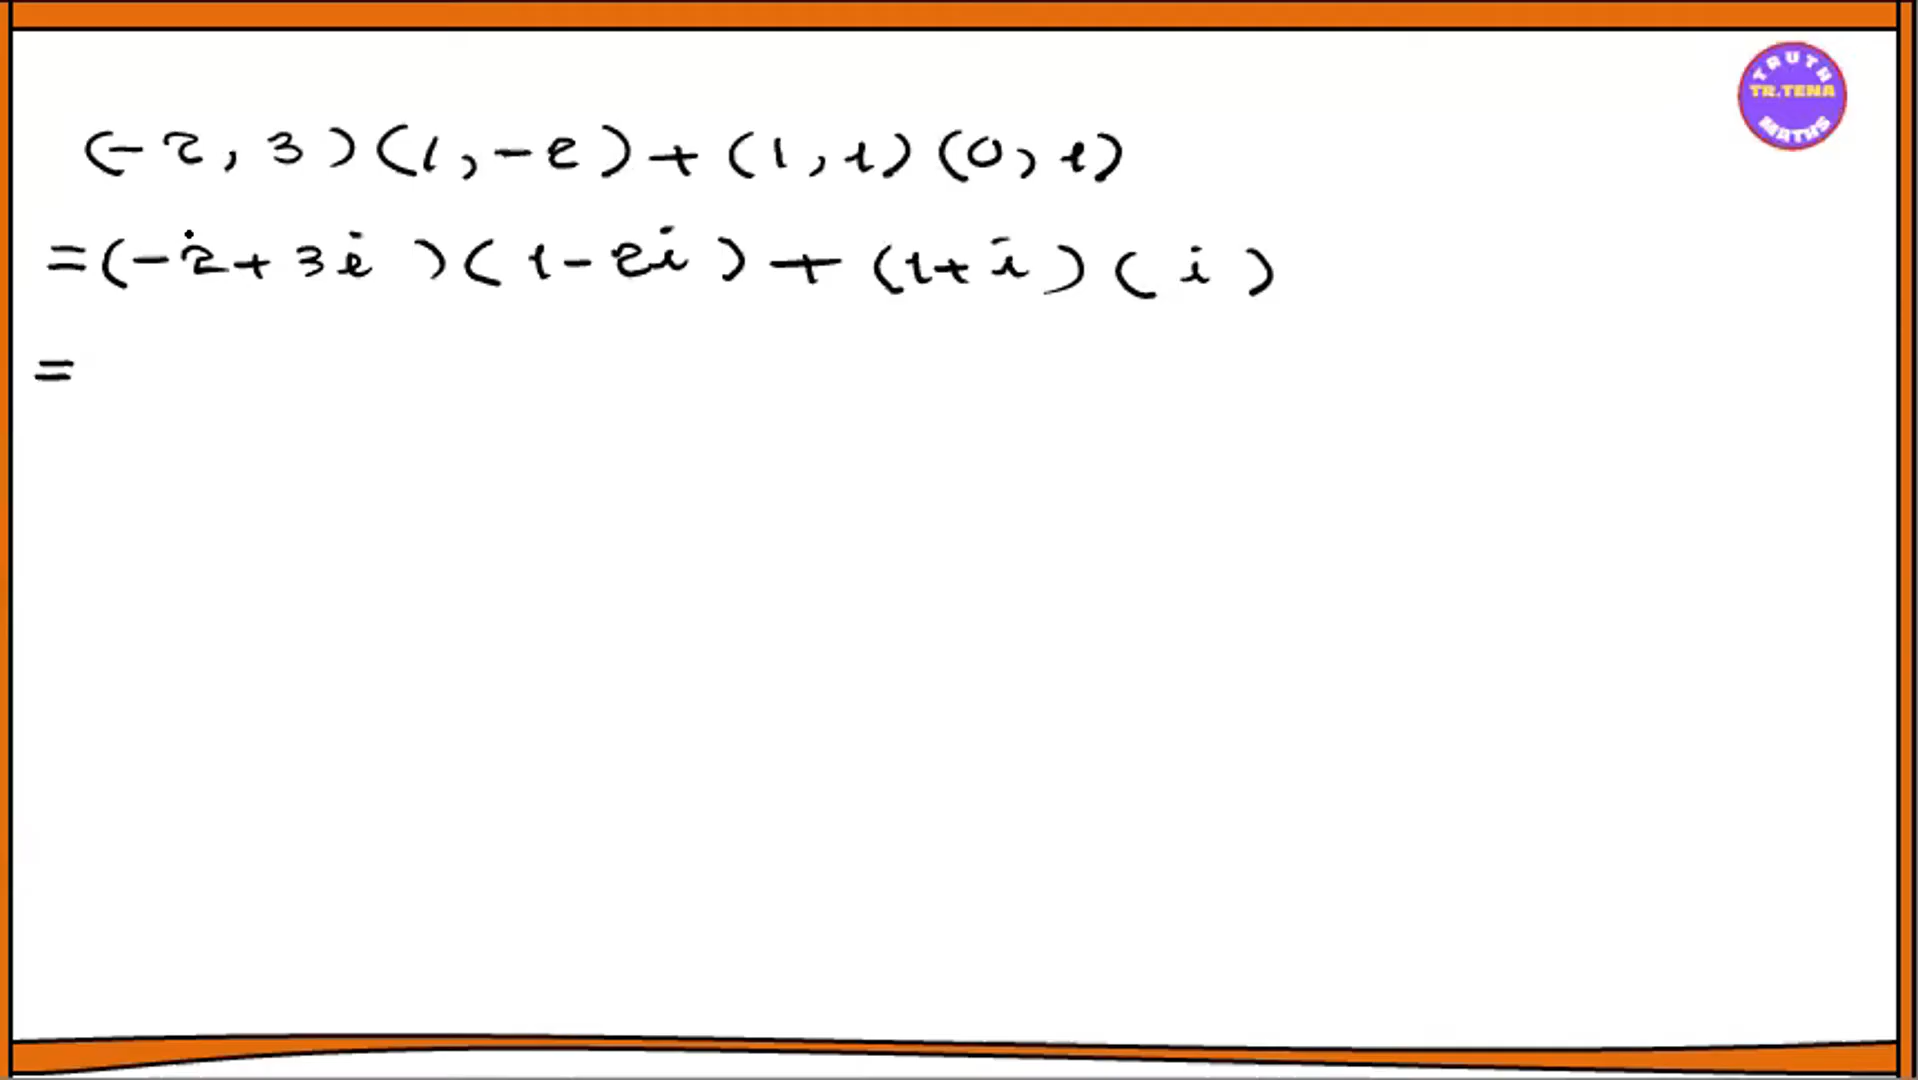 TRUTH
TR.TENA
MATHS
(-2, 3)(1, -2) + (1, 1)(0, 1)
= (-2 + 3i)(1 - 2i) + (1 + i)(i)
=